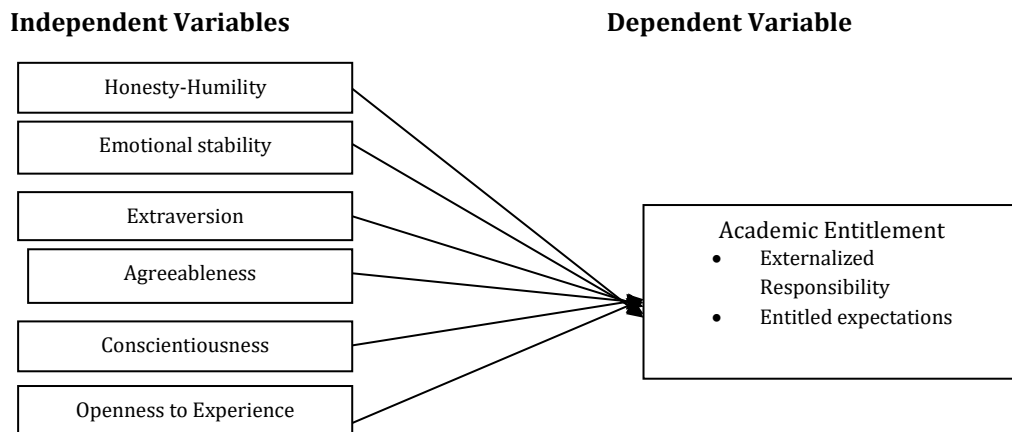 Independent Variables
Dependent Variable
Honesty-Humility
Emotional stability
Extraversion
Agreeableness
Conscientiousness
Openness to Experience
Academic Entitlement
• Externalized
Responsibility
• Entitled expectations